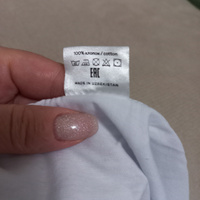 100% хлопок / cotton
EAC
MADE IN UZBEKISTAN